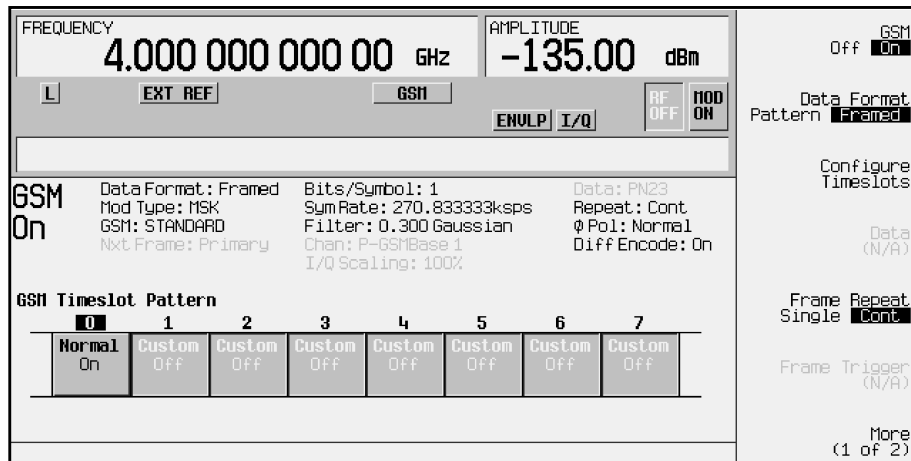 FREQUENCY
4.000 000 000 00 GHz
AMPLITUDE
-135.00 dBm
L
EXT REF
GSM
ENVLP
I/Q
RF OFF
MOD ON
GSM On
Data Format: Framed
Mod Type: MSK
GSM: STANDARD
Nxt Frame: Primary
Bits/Symbol: 1
Sym Rate: 270.833333ksps
Filter: 0.300 Gaussian
Chan: P-GSMBase 1
I/Q Scaling: 100%
Data: PN23
Repeat: Cont
Φ Pol: Normal
Diff Encode: On
GSM Timeslot Pattern
0 1 2 3 4 5 6 7
Normal Custom Custom Custom Custom Custom Custom Custom
On Off Off Off Off Off Off Off
GSM
Off On
Data Format
Pattern Framed
Configure
Timeslots
Data
(N/A)
Frame Repeat
Single Cont
Frame Trigger
(N/A)
More
(1 of 2)